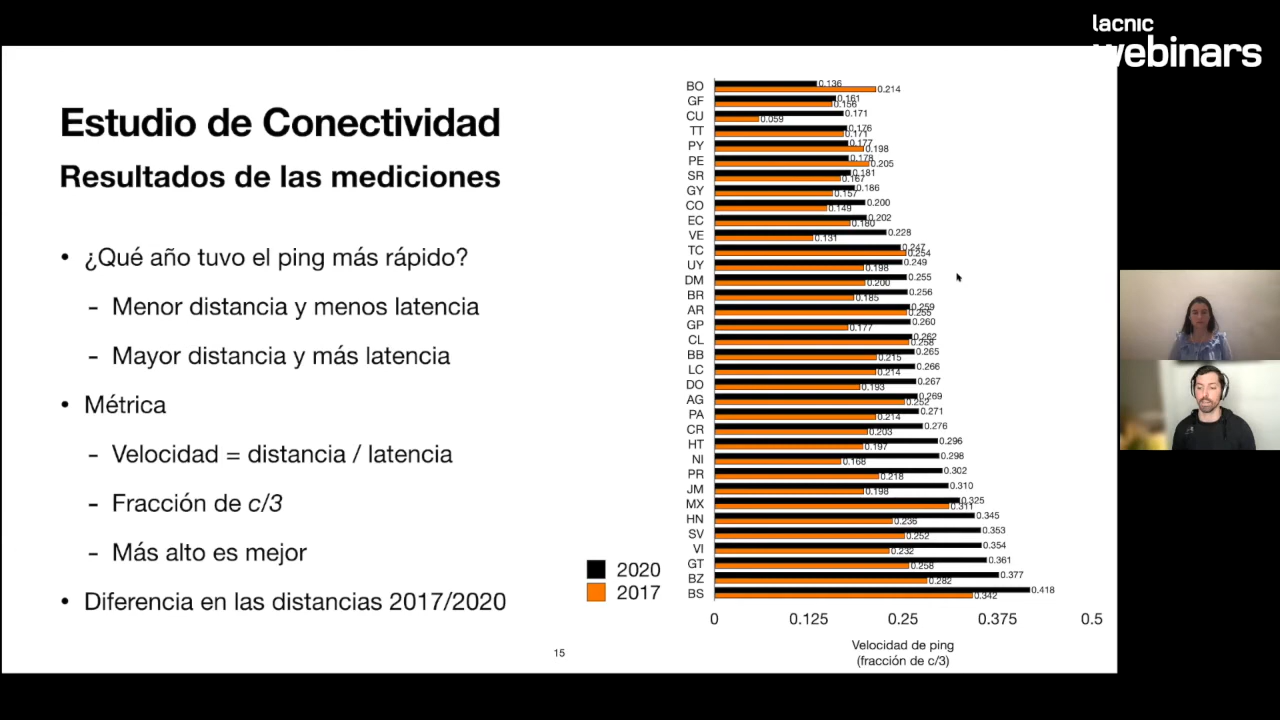 lacnic
webinars
Estudio de Conectividad
Resultados de las mediciones
• ¿Qué año tuvo el ping más rápido?
- Menor distancia y menos latencia
- Mayor distancia y más latencia
• Métrica
- Velocidad = distancia / latencia
- Fracción de c/3
- Más alto es mejor
• Diferencia en las distancias 2017/2020
2020
2017
15
BO 0.136 0.214
GF 0.161 0.156
CU 0.171 0.059
TT 0.176 0.171
PY 0.177 0.198
PE 0.178 0.205
SR 0.181 0.167
GY 0.186 0.157
CO 0.200 0.149
EC 0.202 0.180
VE 0.228 0.131
TC 0.247 0.254
UY 0.249 0.198
DM 0.255 0.200
BR 0.256 0.185
AR 0.259 0.255
GP 0.260 0.177
CL 0.262 0.258
BB 0.265 0.215
LC 0.266 0.214
DO 0.267 0.193
AG 0.269 0.252
PA 0.271 0.214
CR 0.276 0.203
HT 0.296 0.197
NI 0.298 0.168
PR 0.302 0.218
JM 0.310 0.198
MX 0.325 0.311
HN 0.345 0.236
SV 0.353 0.252
VI 0.354 0.232
GT 0.361 0.258
BZ 0.377 0.282
BS 0.418 0.342
0 0.125 0.25 0.375 0.5
Velocidad de ping
(fracción de c/3)